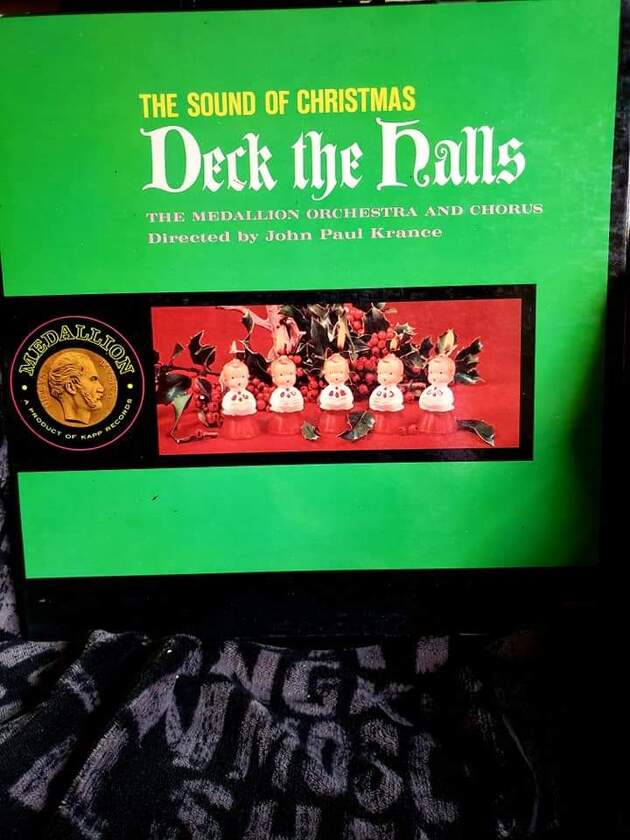 THE SOUND OF CHRISTMAS
Deck the Halls
THE MEDALLION ORCHESTRA AND CHORUS
Directed by John Paul Krance
MEDALLION
A PRODUCT OF KAPP RECORDS